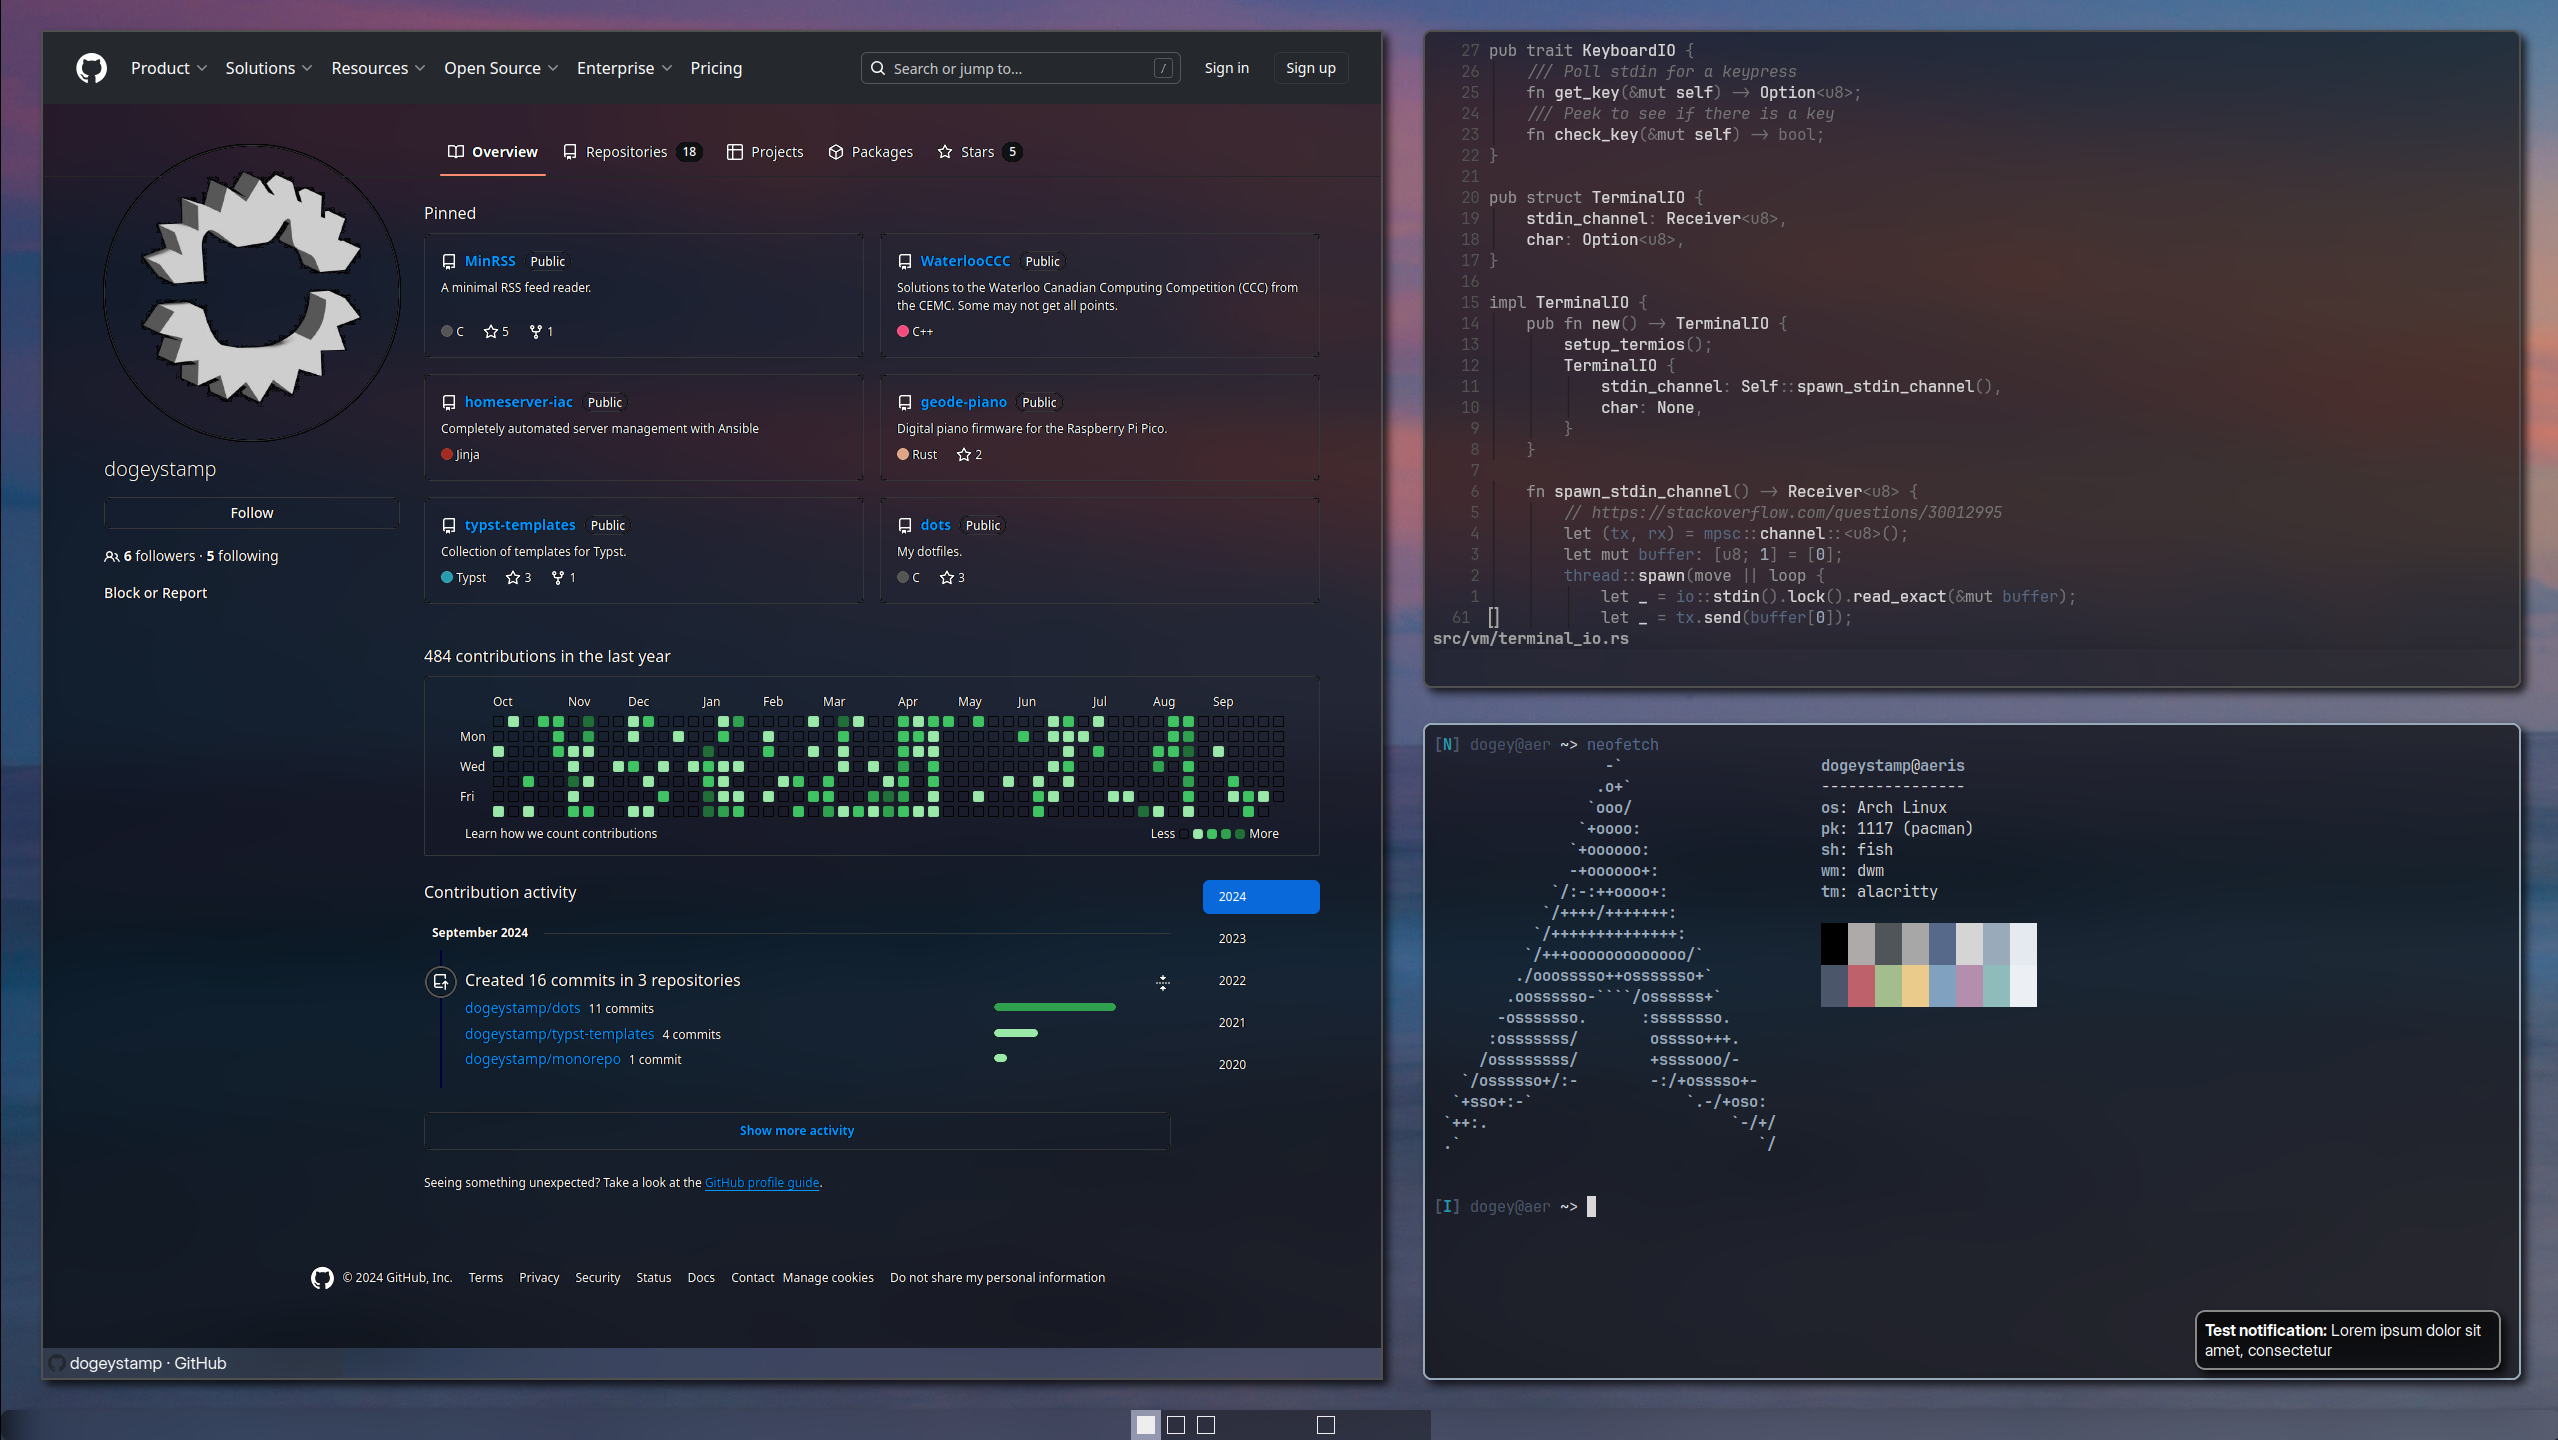 Product Solutions Resources Open Source Enterprise Pricing Search or jump to... / Sign in Sign up
Overview Repositories 18 Projects Packages Stars 5
dogeystamp
Follow
6 followers · 5 following
Block or Report
Pinned
MinRSS Public
A minimal RSS feed reader.
C 5 1
WaterlooCCC Public
Solutions to the Waterloo Canadian Computing Competition (CCC) from
the CEMC. Some may not get all points.
C++
homeserver-iac Public
Completely automated server management with Ansible
Jinja
geode-piano Public
Digital piano firmware for the Raspberry Pi Pico.
Rust 2
typst-templates Public
Collection of templates for Typst.
Typst 3 1
dots Public
My dotfiles.
C 3
484 contributions in the last year
Oct Nov Dec Jan Feb Mar Apr May Jun Jul Aug Sep
Mon
Wed
Fri
Learn how we count contributions Less More
Contribution activity
2024
2023
2022
2021
2020
September 2024
Created 16 commits in 3 repositories
dogeystamp/dots 11 commits
dogeystamp/typst-templates 4 commits
dogeystamp/monorepo 1 commit
Show more activity
Seeing something unexpected? Take a look at the GitHub profile guide.
© 2024 GitHub, Inc. Terms Privacy Security Status Docs Contact Manage cookies Do not share my personal information
dogeystamp · GitHub
27 pub trait KeyboardIO {
26 /// Poll stdin for a keypress
25 fn get_key(&mut self) -> Option<u8>;
24 /// Peek to see if there is a key
23 fn check_key(&mut self) -> bool;
22 }
21
20 pub struct TerminalIO {
19 stdin_channel: Receiver<u8>,
18 char: Option<u8>,
17 }
16
15 impl TerminalIO {
14 pub fn new() -> TerminalIO {
13 setup_termios();
12 TerminalIO {
11 stdin_channel: Self::spawn_stdin_channel(),
10 char: None,
9 }
8 }
7
6 fn spawn_stdin_channel() -> Receiver<u8> {
5 // https://stackoverflow.com/questions/30012995
4 let (tx, rx) = mpsc::channel::<u8>();
3 let mut buffer: [u8; 1] = [0];
2 thread::spawn(move || loop {
1 let _ = io::stdin().lock().read_exact(&mut buffer);
61 let _ = tx.send(buffer[0]);
src/vm/terminal_io.rs
[N] dogey@aer ~> neofetch
-`
.o+`
`ooo/
`+oooo:
`+oooooo:
-+oooooo+:
`/:-:++oooo+:
`/++++/+++++++:
`/++++++++++++++:
`/+++ooooooooooooo/`
./ooosssso++osssssso+`
.oossssso-````/ossssss+`
-osssssso. :ssssssso.
:osssssss/ osssso+++.
/ossssssss/ +ssssooo/-
`/ossssso+/:- -:/+osssso+-
`+sso+:-` `.-/+oso:
`++:. `-/+/
.` `/
dogeystamp@aeris
----------------
os: Arch Linux
pk: 1117 (pacman)
sh: fish
wm: dwm
tm: alacritty
[I] dogey@aer ~>
Test notification: Lorem ipsum dolor sit
amet, consectetur